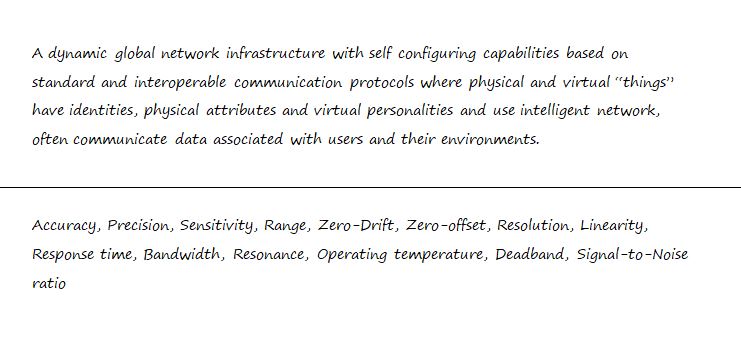 A dynamic global network infrastructure with self configuring capabilities based on
standard and interoperable communication protocols where physical and virtual “things”
have identities, physical attributes and virtual personalities and use intelligent network,
often communicate data associated with users and their environments.
Accuracy, Precision, Sensitivity, Range, Zero-Drift, Zero-offset, Resolution, Linearity,
Response time, Bandwidth, Resonance, Operating temperature, Deadband, Signal-to-Noise
ratio